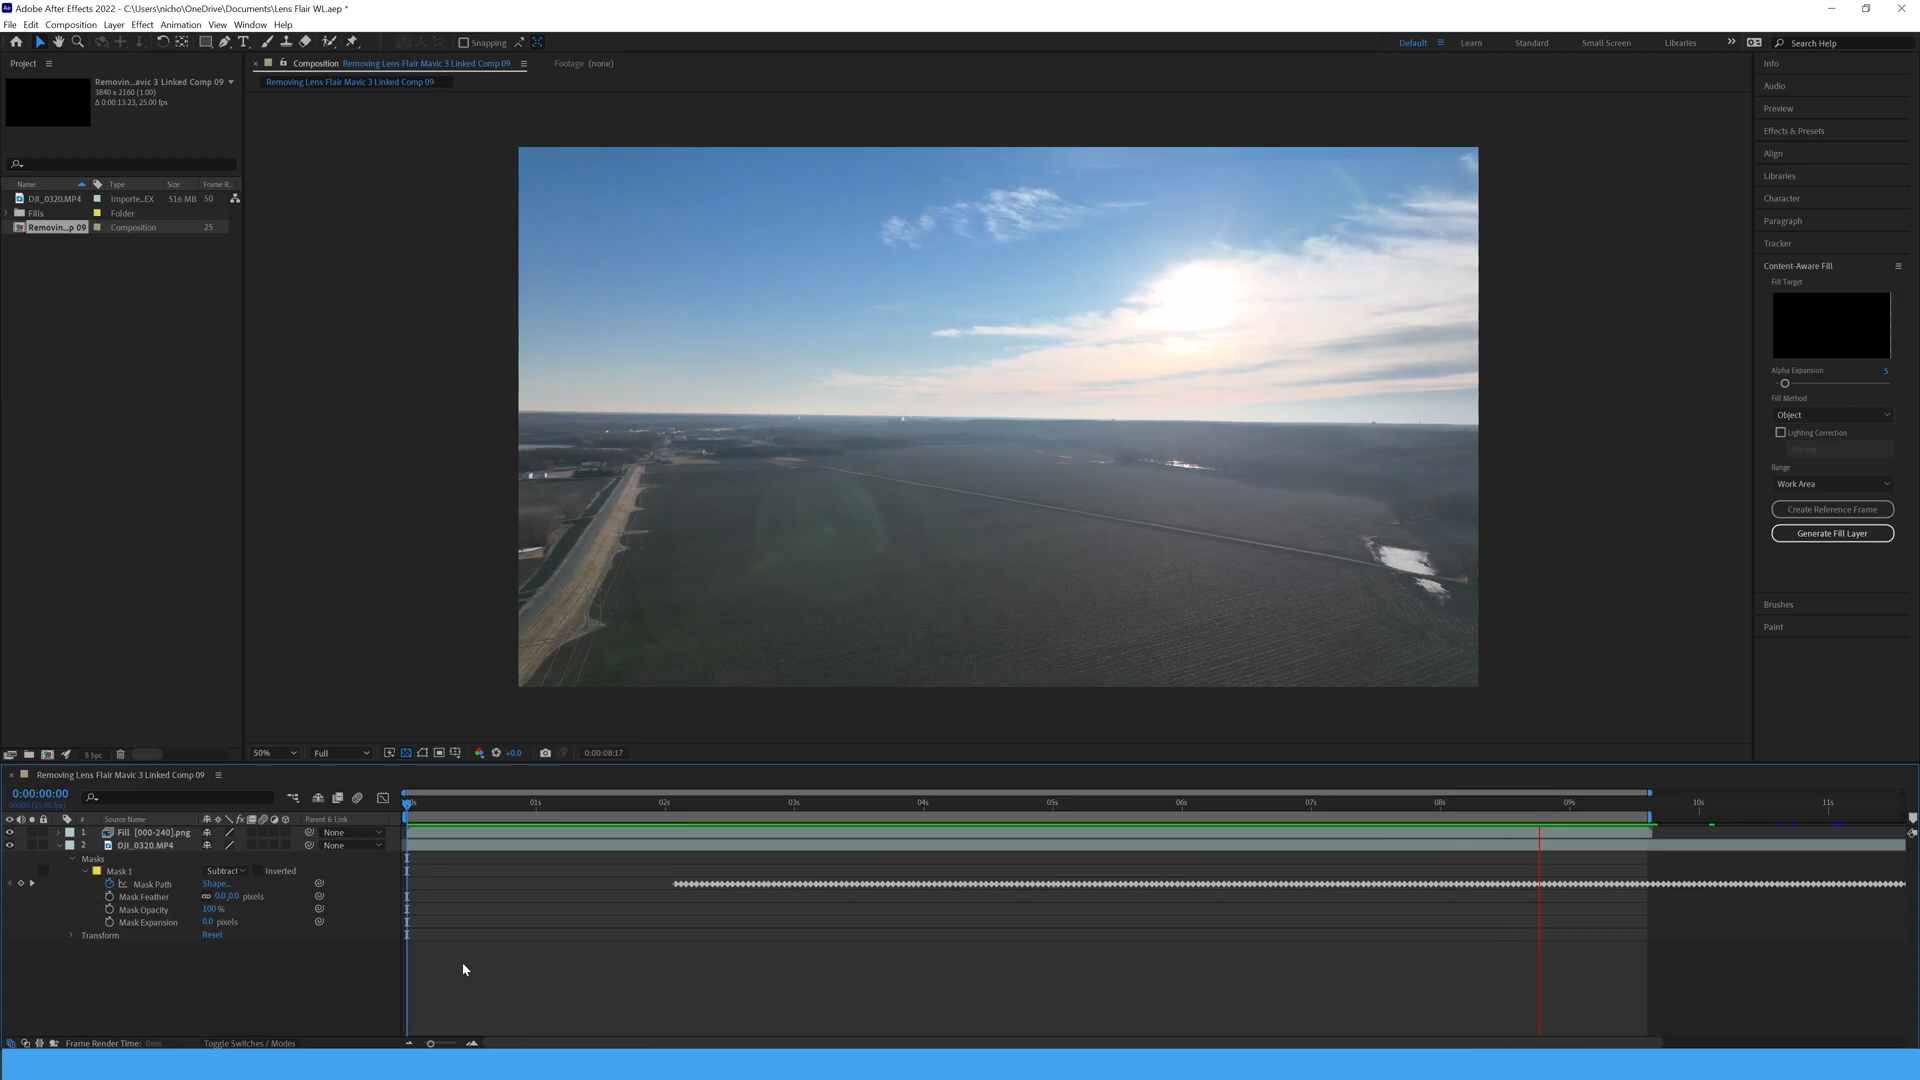 Adobe After Effects 2022 - C:\Users\nicho\OneDrive\Documents\Lens Flair WL.aep *
File Edit Composition Layer Effect Animation View Window Help
Snapping
Default Learn Standard Small Screen Libraries Search Help
Project
Composition Removing Lens Flair Mavic 3 Linked Comp 09 Footage (none)
Removing Lens Flair Mavic 3 Linked Comp 09
Removin...avic 3 Linked Comp 09
3840 x 2160 (1.00)
Δ 0:00:13:23, 25.00 fps
Name Type Size Frame R...
DJI_0320.MP4 Importe...EX 516 MB 50
Fills Folder
Removin...p 09 Composition 25
Info
Audio
Preview
Effects & Presets
Align
Libraries
Character
Paragraph
Tracker
Content-Aware Fill
Fill Target
Alpha Expansion 5
Fill Method
Object
Lighting Correction
Strong
Range
Work Area
Create Reference Frame
Generate Fill Layer
Brushes
Paint
8 bpc
50% Full +0.0 0:00:08:17
Removing Lens Flair Mavic 3 Linked Comp 09
0:00:00:00
00000 (25.00 fps)
01s 02s 03s 04s 05s 06s 07s 08s 09s 10s 11s
# Source Name Parent & Link
1 Fill [000-240].png None
2 DJI_0320.MP4 None
Masks
Mask 1 Subtract Inverted
Mask Path Shape...
Mask Feather 0.0,0.0 pixels
Mask Opacity 100 %
Mask Expansion 0.0 pixels
Transform Reset
Frame Render Time: 0ms Toggle Switches / Modes